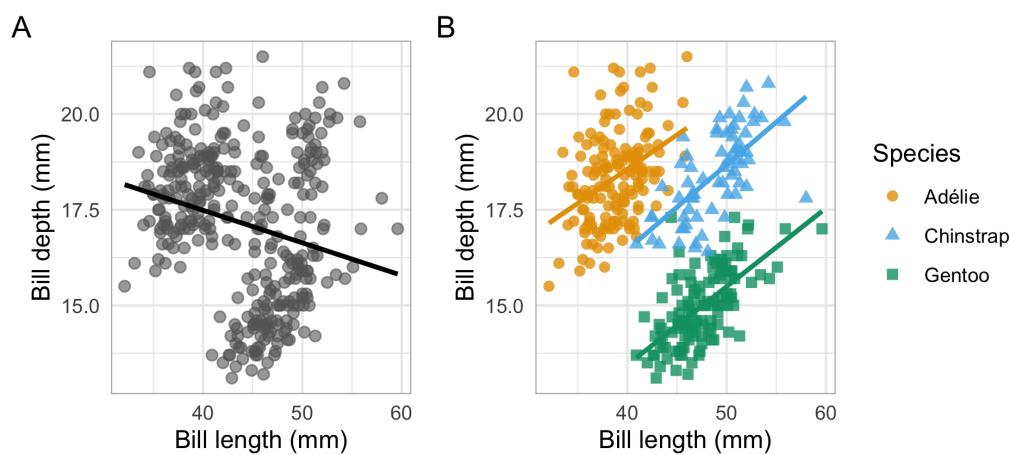 A
B
20.0
17.5
15.0
Bill depth (mm)
40 50 60
Bill length (mm)
20.0
17.5
15.0
Bill depth (mm)
40 50 60
Bill length (mm)
Species
Adélie
Chinstrap
Gentoo